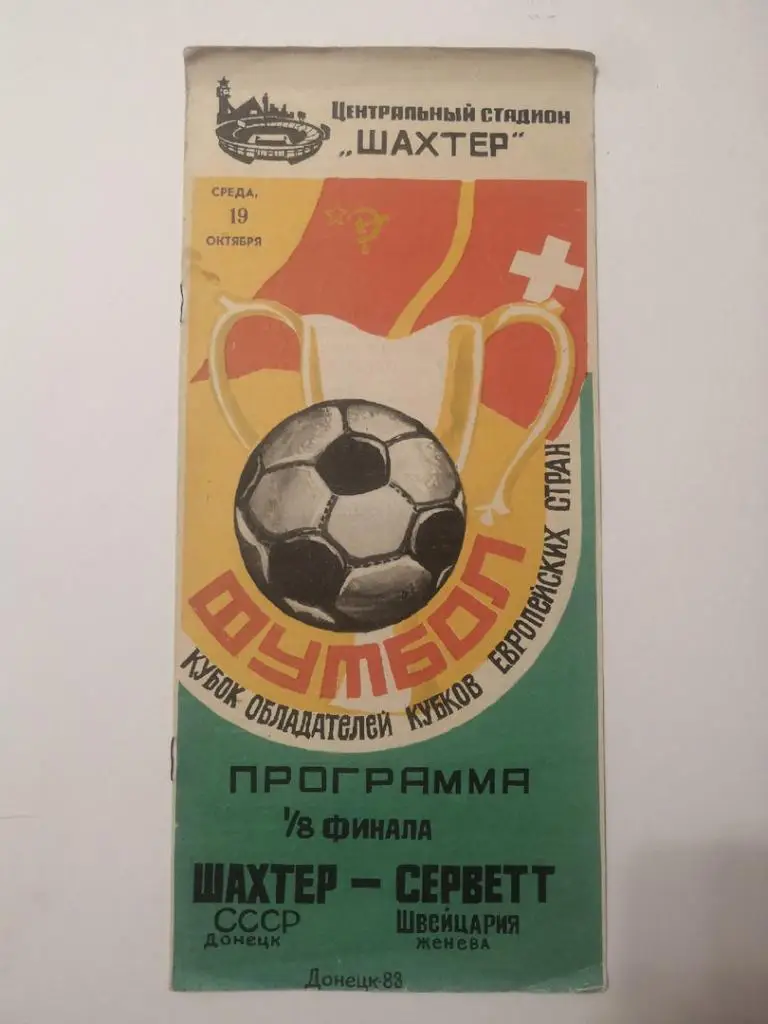 Центральный стадион
„Шахтер"
СРЕДА,
19
ОКТЯБРЯ
ФУТБОЛ
КУБОК ОБЛАДАТЕЛЕЙ КУБКОВ ЕВРОПЕЙСКИХ СТРАН
ПРОГРАММА
1/8 ФИНАЛА
ШАХТЕР — СЕРВЕТТ
СССР Швейцария
Донецк Женева
Донецк-83